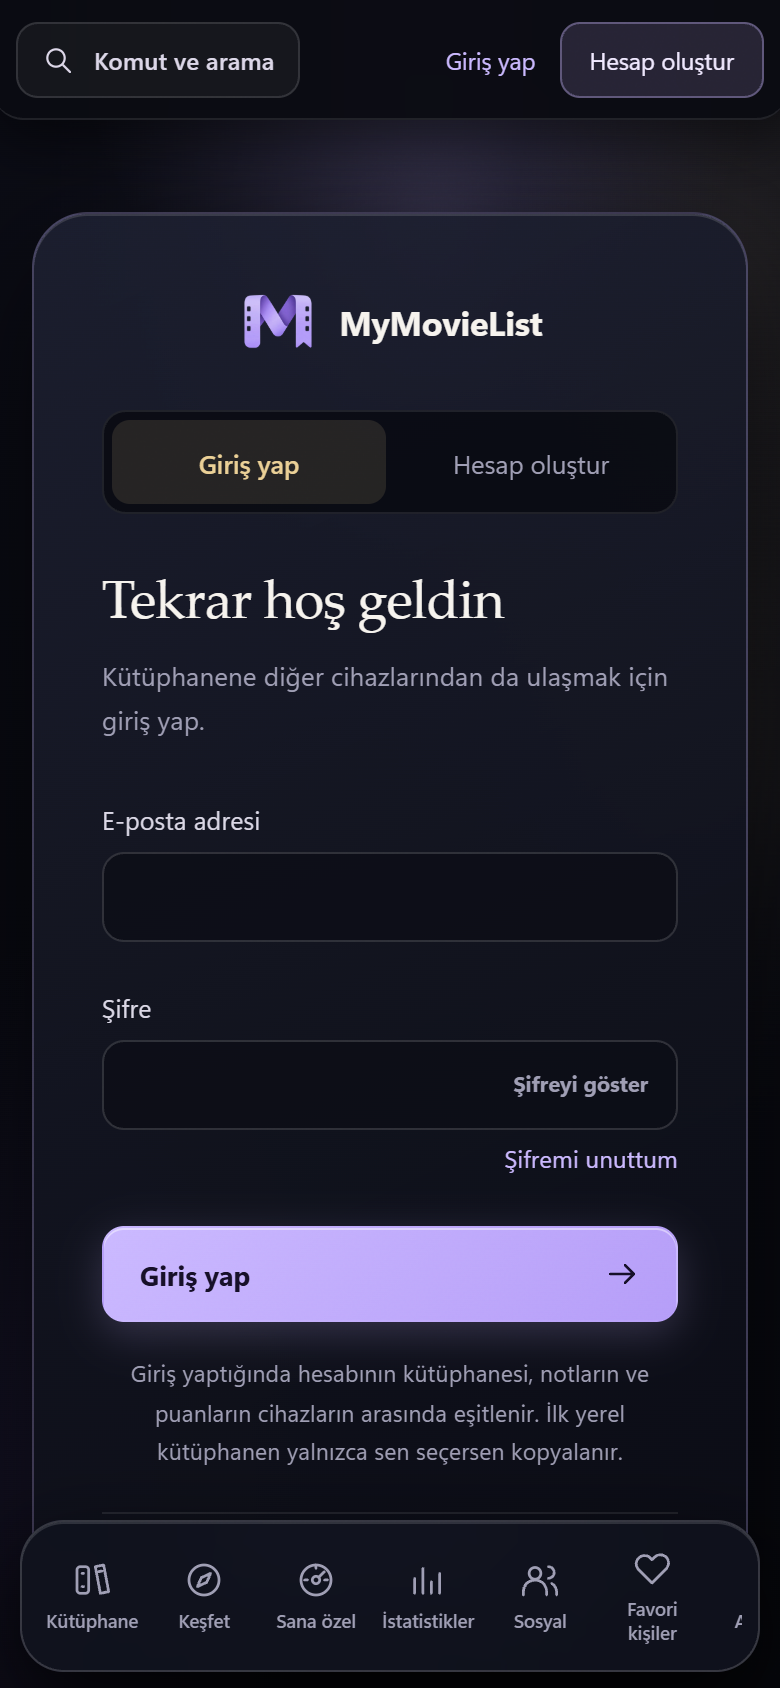 Komut ve arama
Giriş yap
Hesap oluştur
MyMovieList
Giriş yap
Hesap oluştur
Tekrar hoş geldin
Kütüphanene diğer cihazlarından da ulaşmak için
giriş yap.
E-posta adresi
Şifre
Şifreyi göster
Şifremi unuttum
Giriş yap
Giriş yaptığında hesabının kütüphanesi, notların ve
puanların cihazların arasında eşitlenir. İlk yerel
kütüphanen yalnızca sen seçersen kopyalanır.
Kütüphane
Keşfet
Sana özel
İstatistikler
Sosyal
Favori
kişiler